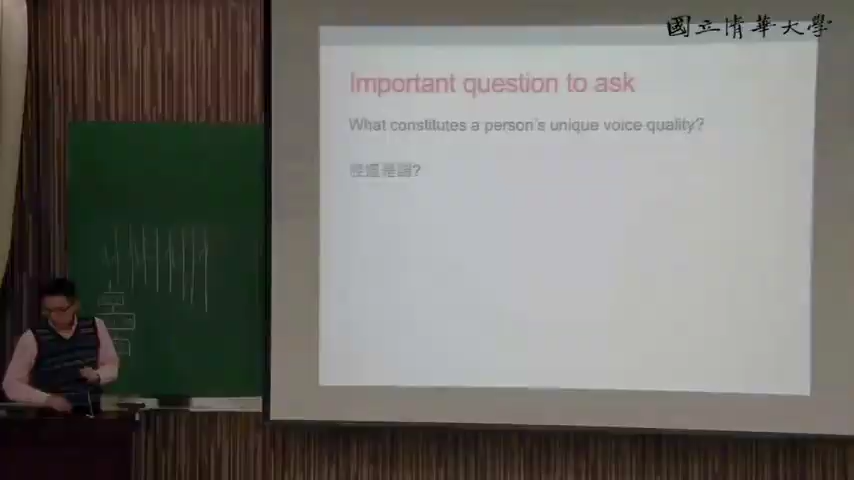 國立清華大學
Important question to ask
What constitutes a person's unique voice quality?